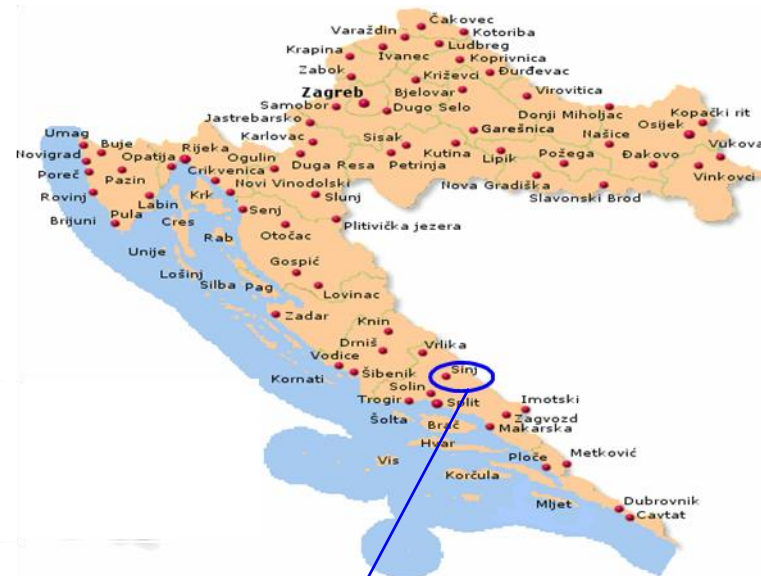 Čakovec
Varaždin
Kotoriba
Krapina
Ivanec
Ludbreg
Koprivnica
Zabok
Križevci
Đurđevac
Zagreb
Bjelovar
Virovitica
Samobor
Dugo Selo
Donji Miholjac
Kopački rit
Jastrebarsko
Osijek
Umag
Karlovac
Sisak
Garešnica
Našice
Vukova
Buje
Rijeka
Novigrad
Opatija
Ogulin
Kutina
Lipik
Požega
Đakovo
Poreč
Crikvenica
Duga Resa
Petrinja
Vinkovci
Pazin
Krk
Novi Vinodolski
Nova Gradiška
Rovinj
Labin
Slunj
Slavonski Brod
Brijuni
Pula
Cres
Senj
Rab
Otočac
Plitivička jezera
Unije
Gospić
Lošinj
Silba
Pag
Lovinac
Zadar
Knin
Drniš
Vrlika
Vodice
Sinj
Kornati
Šibenik
Solin
Imotski
Trogir
Split
Zagvozd
Šolta
Brač
Makarska
Hvar
Vis
Ploče
Metković
Korčula
Mljet
Dubrovnik
Cavtat